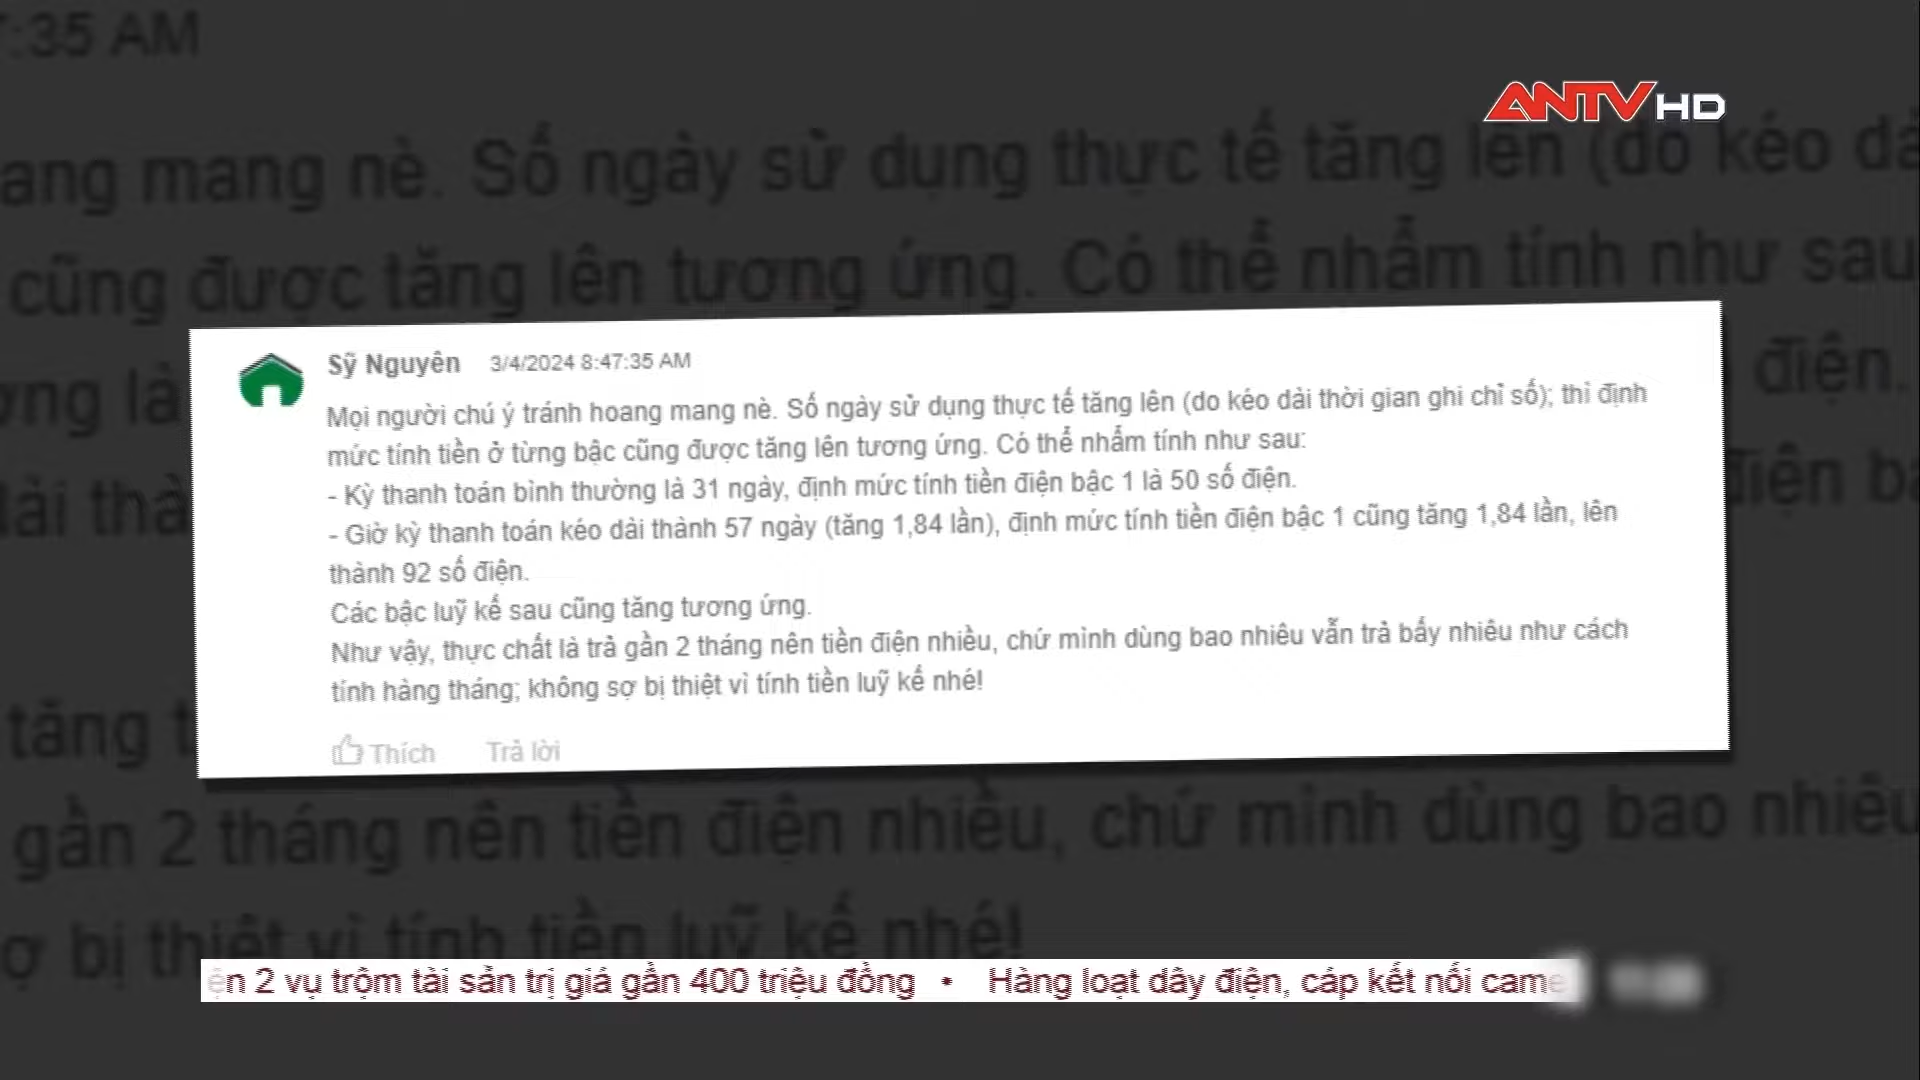 :35 AM
ANTV HD
ang mang nè. Số ngày sử dụng thực tế tăng lên (do kéo dà
cũng được tăng lên tương ứng. Có thể nhẩm tính như sau
Sỹ Nguyên 3/4/2024 8:47:35 AM
Mọi người chú ý tránh hoang mang nè. Số ngày sử dụng thực tế tăng lên (do kéo dài thời gian ghi chỉ số); thì định
mức tính tiền ở từng bậc cũng được tăng lên tương ứng. Có thể nhẩm tính như sau:
- Kỳ thanh toán bình thường là 31 ngày, định mức tính tiền điện bậc 1 là 50 số điện.
- Giờ kỳ thanh toán kéo dài thành 57 ngày (tăng 1,84 lần), định mức tính tiền điện bậc 1 cũng tăng 1,84 lần, lên
thành 92 số điện.
Các bậc luỹ kế sau cũng tăng tương ứng.
Như vậy, thực chất là trả gần 2 tháng nên tiền điện nhiều, chứ mình dùng bao nhiêu vẫn trả bấy nhiêu như cách
tính hàng tháng; không sợ bị thiệt vì tính tiền luỹ kế nhé!
Thích Trả lời
ờng là điện.
dài thà điện bả
tăng t
gần 2 tháng nên tiền điện nhiều, chứ mình dùng bao nhiêu
ợ bị thiệt vì tính tiền luỹ kế nhé!
ện 2 vụ trộm tài sản trị giá gần 400 triệu đồng • Hàng loạt dây điện, cáp kết nối came